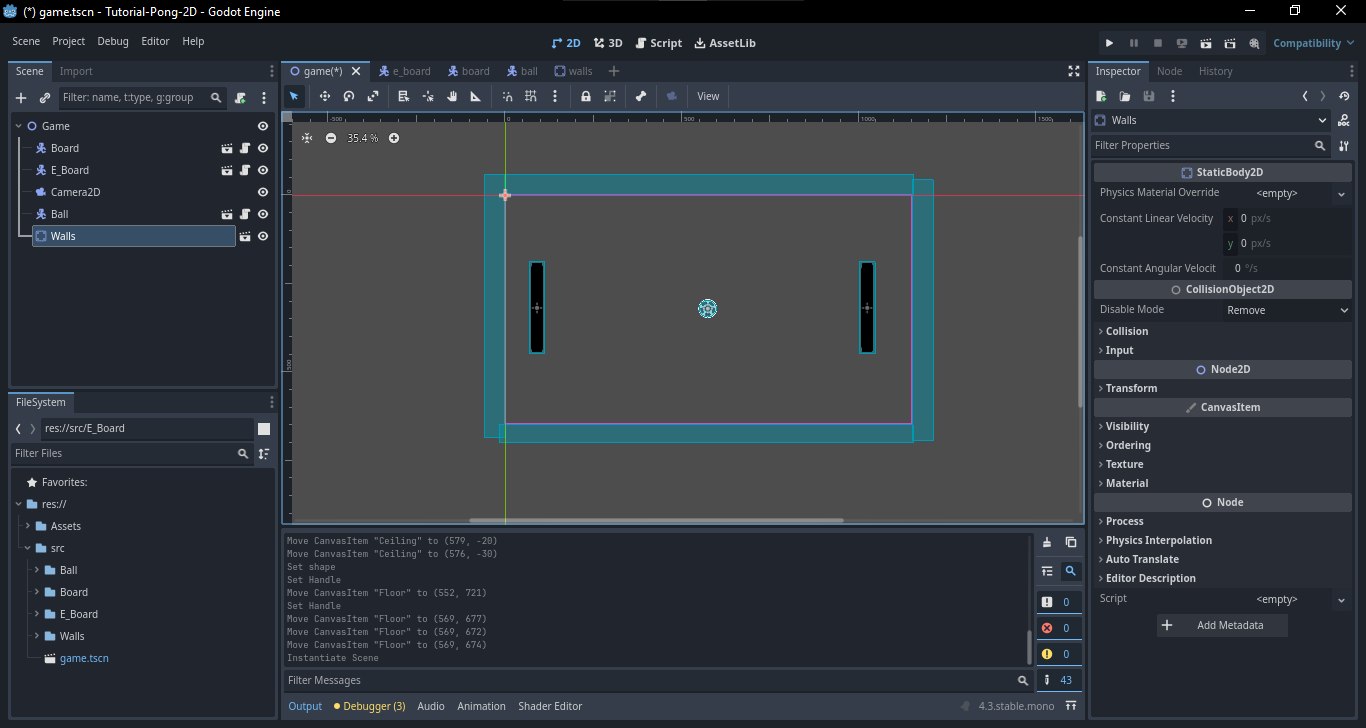 (*) game.tscn - Tutorial-Pong-2D - Godot Engine
Scene Project Debug Editor Help
2D 3D Script AssetLib
Compatibility
Scene Import
Filter: name, t:type, g:group
Game
Board
E_Board
Camera2D
Ball
Walls
FileSystem
res://src/E_Board
Filter Files
Favorites:
res://
Assets
src
Ball
Board
E_Board
Walls
game.tscn
game(*) e_board board ball walls
View
-500 0 500 1000 1500
35.4 %
0
500
Move CanvasItem "Ceiling" to (579, -20)
Move CanvasItem "Ceiling" to (576, -30)
Set shape
Set Handle
Move CanvasItem "Floor" to (552, 721)
Set Handle
Move CanvasItem "Floor" to (569, 677)
Move CanvasItem "Floor" to (569, 672)
Move CanvasItem "Floor" to (569, 674)
Instantiate Scene
Filter Messages
0
0
0
43
Output Debugger (3) Audio Animation Shader Editor
4.3.stable.mono
Inspector Node History
Walls
Filter Properties
StaticBody2D
Physics Material Override <empty>
Constant Linear Velocity x 0 px/s
y 0 px/s
Constant Angular Velocit 0 °/s
CollisionObject2D
Disable Mode Remove
Collision
Input
Node2D
Transform
CanvasItem
Visibility
Ordering
Texture
Material
Node
Process
Physics Interpolation
Auto Translate
Editor Description
Script <empty>
Add Metadata